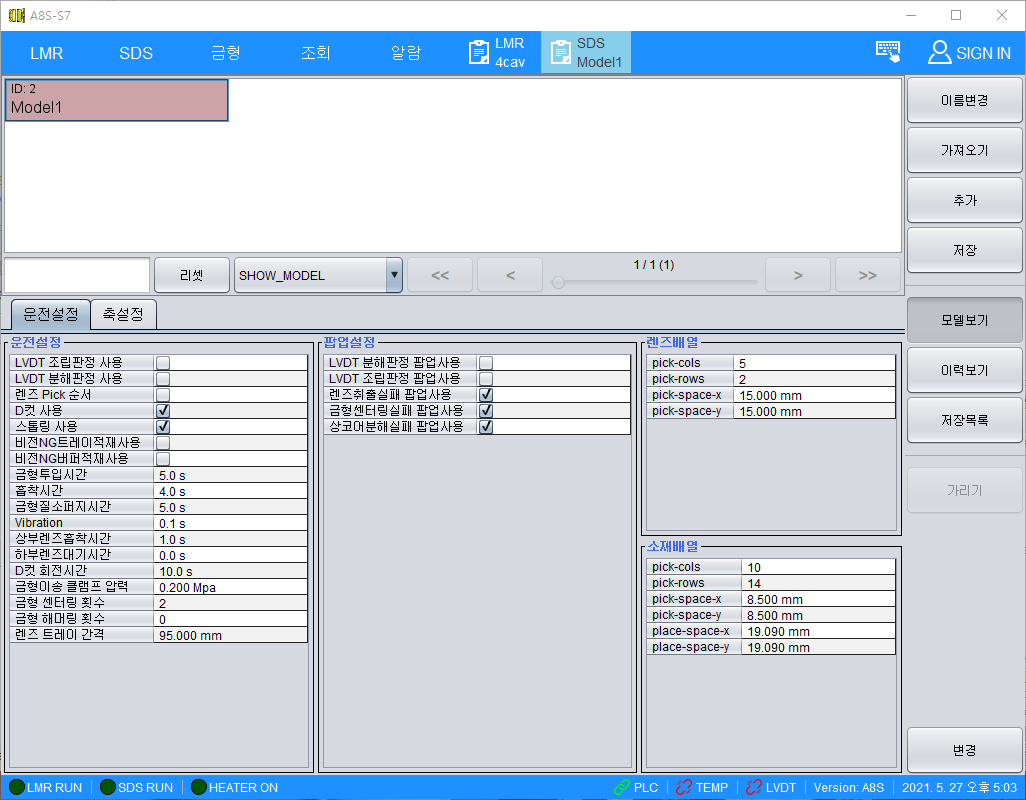 A8S-S7
LMR
SDS
금형
조회
알람
LMR
4cav
SDS
Model1
SIGN IN
ID: 2
Model1
이름변경
가져오기
추가
저장
리셋
SHOW_MODEL
<<
<
1 / 1 (1)
>
>>
운전설정
축설정
모델보기
이력보기
저장목록
가리기
변경
운전설정
LVDT 조립판정 사용
LVDT 분해판정 사용
렌즈 Pick 순서
D컷 사용
스톨링 사용
비전NG트레이적재사용
비전NG버퍼적재사용
금형투입시간 5.0 s
흡착시간 4.0 s
금형질소퍼지시간 5.0 s
Vibration 0.1 s
상부렌즈흡착시간 1.0 s
하부렌즈대기시간 0.0 s
D컷 회전시간 10.0 s
금형이송 클램프 압력 0.200 Mpa
금형 센터링 횟수 2
금형 해머링 횟수 0
렌즈 트레이 간격 95.000 mm
팝업설정
LVDT 분해판정 팝업사용
LVDT 조립판정 팝업사용
렌즈취출실패 팝업사용
금형센터링실패 팝업사용
상코어분해실패 팝업사용
렌즈배열
pick-cols 5
pick-rows 2
pick-space-x 15.000 mm
pick-space-y 15.000 mm
소재배열
pick-cols 10
pick-rows 14
pick-space-x 8.500 mm
pick-space-y 8.500 mm
place-space-x 19.090 mm
place-space-y 19.090 mm
LMR RUN
SDS RUN
HEATER ON
PLC
TEMP
LVDT
Version: A8S
2021. 5. 27 오후 5:03